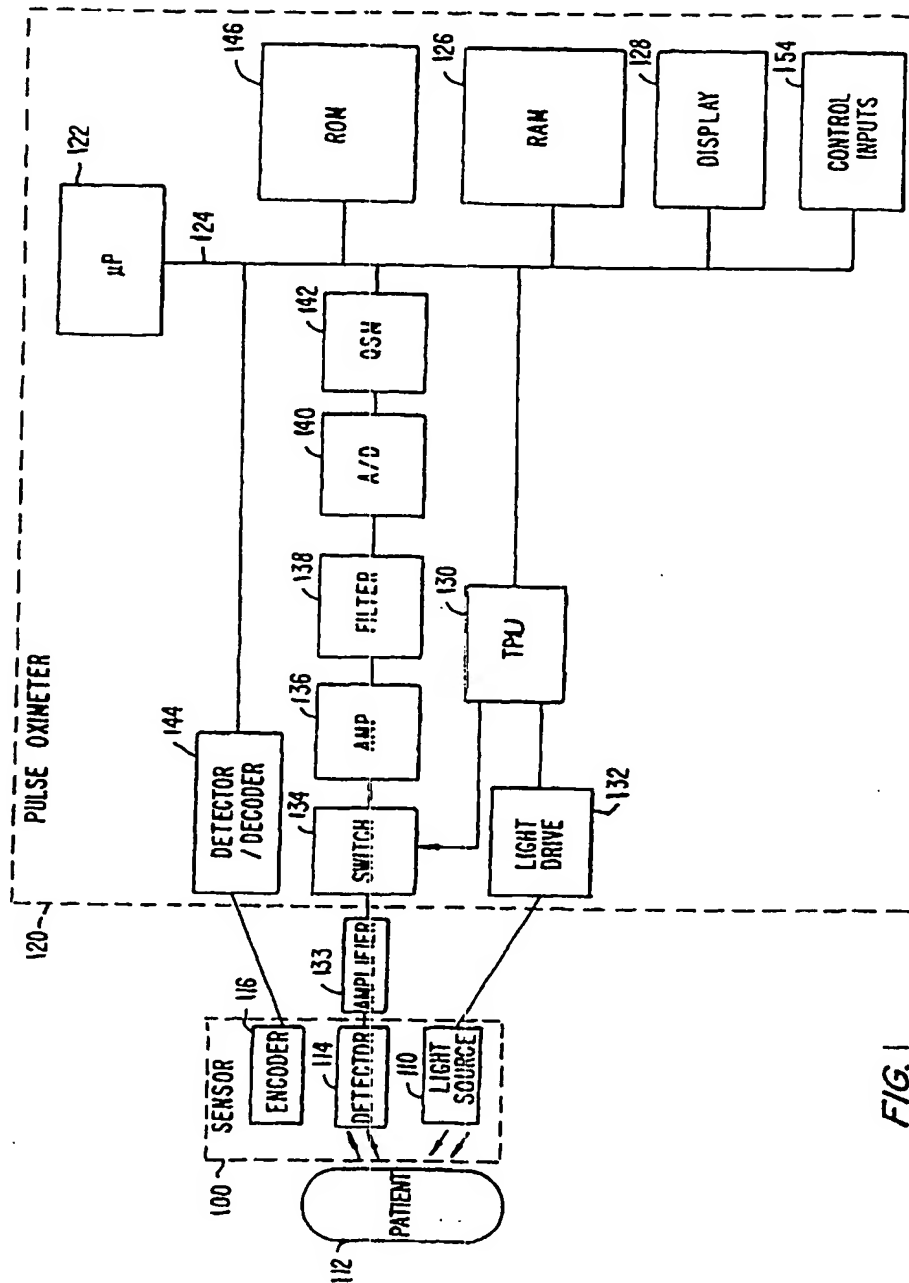 120
PULSE OXIMETER
μP
122
124
144
DETECTOR
/DECODER
134
SWITCH
136
AMP
138
FILTER
140
A/D
142
QSM
146
ROM
126
RAM
128
DISPLAY
154
CONTROL
INPUTS
130
TPU
132
LIGHT
DRIVE
133
AMPLIFIER
SENSOR
100
116
ENCODER
114
DETECTOR
110
LIGHT
SOURCE
PATIENT
112
FIG. 1